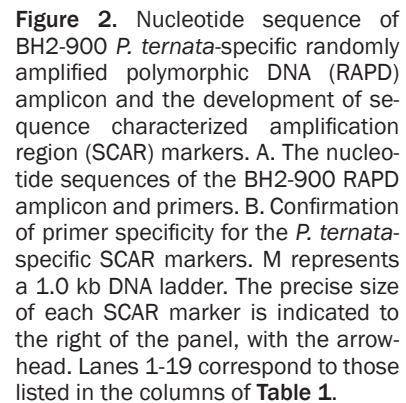 Figure 2. Nucleotide sequence of
BH2-900 P. ternata-specific randomly
amplified polymorphic DNA (RAPD)
amplicon and the development of se-
quence characterized amplification
region (SCAR) markers. A. The nucleo-
tide sequences of the BH2-900 RAPD
amplicon and primers. B. Confirmation
of primer specificity for the P. ternata-
specific SCAR markers. M represents
a 1.0 kb DNA ladder. The precise size
of each SCAR marker is indicated to
the right of the panel, with the arrow-
head. Lanes 1-19 correspond to those
listed in the columns of Table 1.